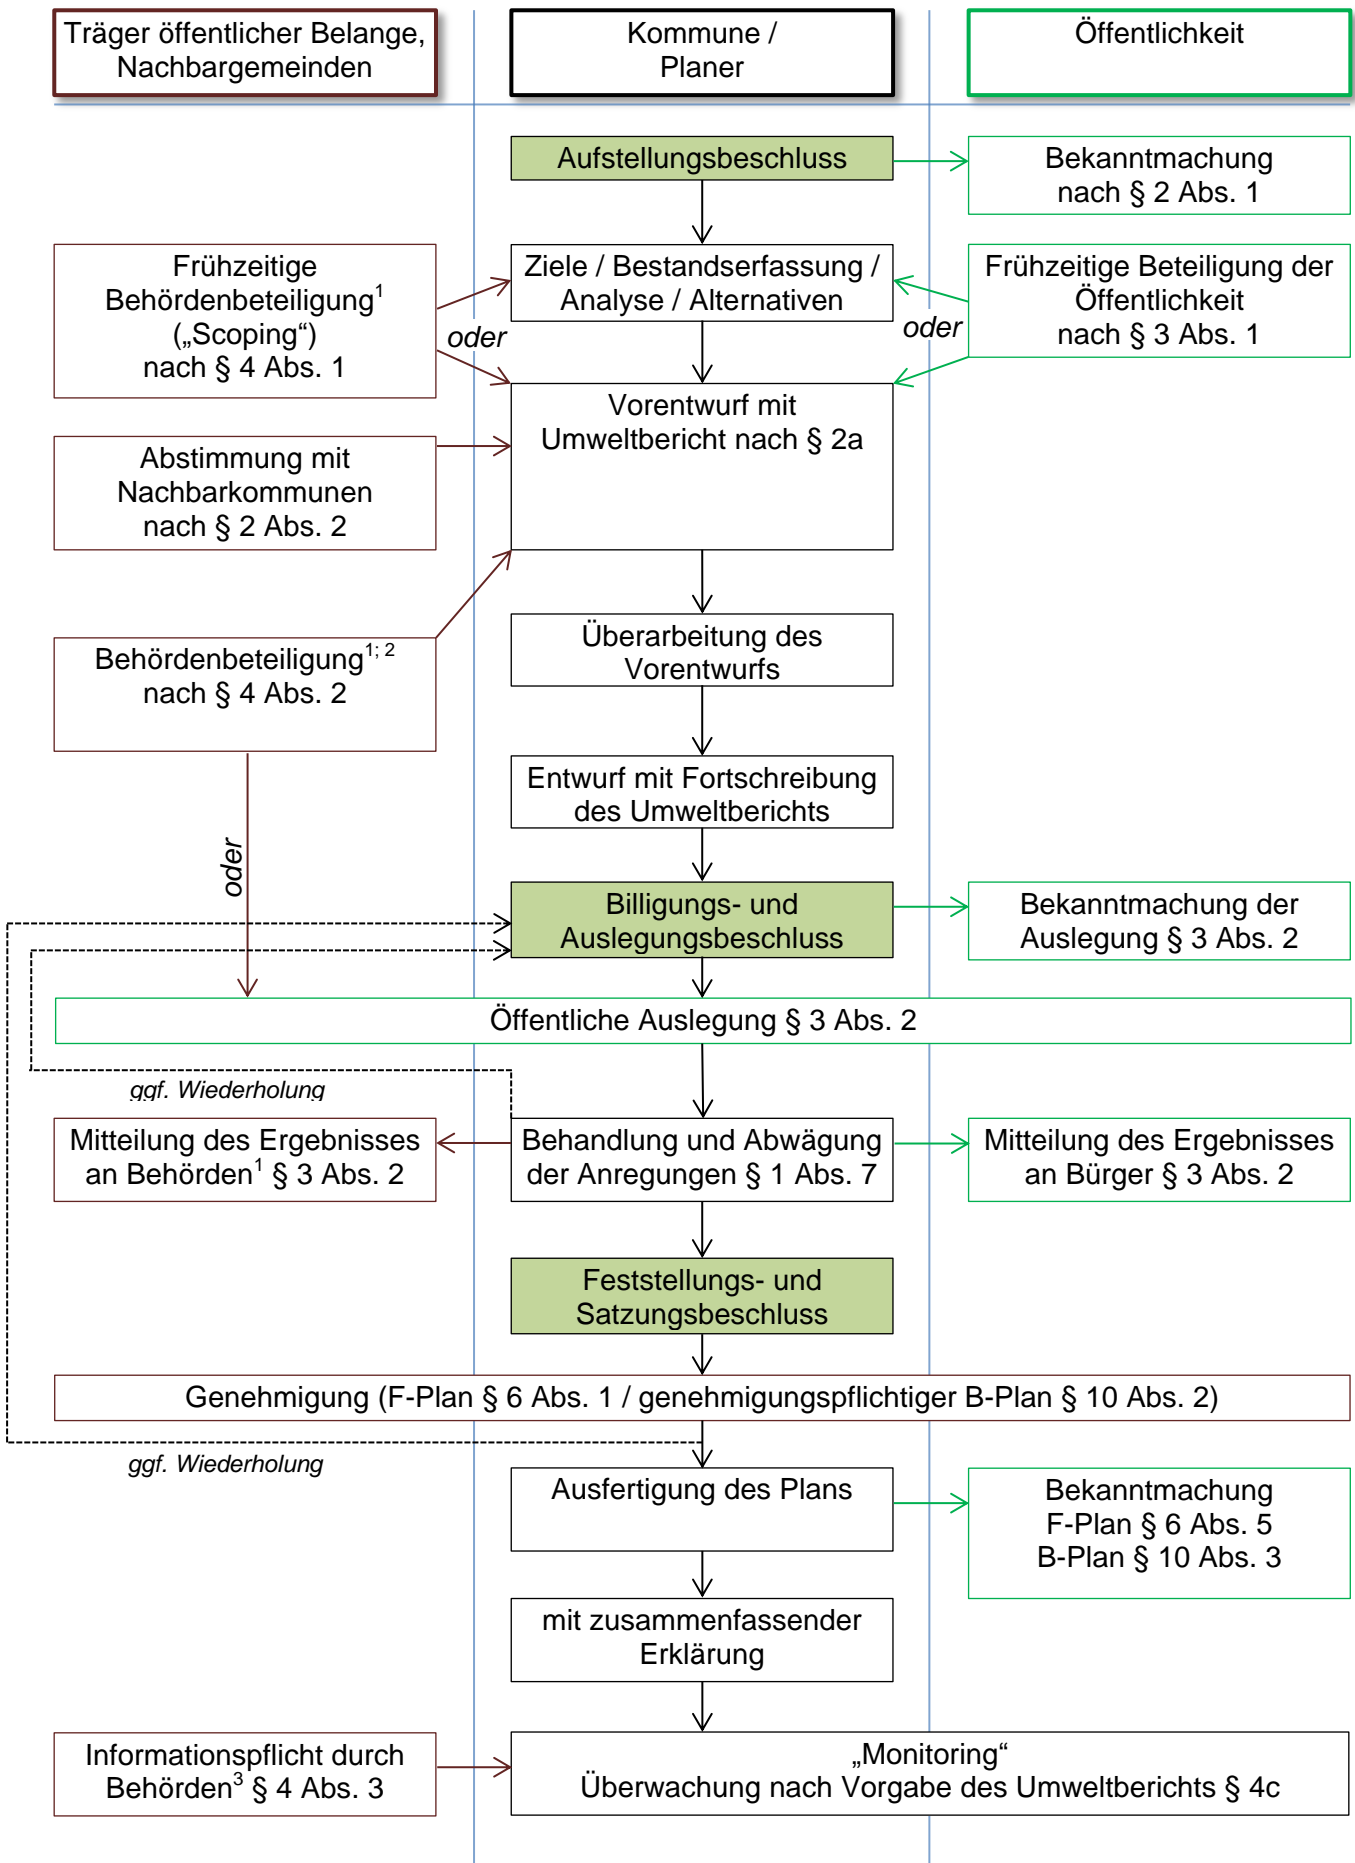 Träger öffentlicher Belange,
Nachbargemeinden
Kommune /
Planer
Öffentlichkeit
Aufstellungsbeschluss
Bekanntmachung
nach § 2 Abs. 1
Frühzeitige
Behördenbeteiligung¹
(„Scoping“)
nach § 4 Abs. 1
oder
Ziele / Bestandserfassung /
Analyse / Alternativen
oder
Frühzeitige Beteiligung der
Öffentlichkeit
nach § 3 Abs. 1
Vorentwurf mit
Umweltbericht nach § 2a
Abstimmung mit
Nachbarkommunen
nach § 2 Abs. 2
Behördenbeteiligung¹; ²
nach § 4 Abs. 2
Überarbeitung des
Vorentwurfs
Entwurf mit Fortschreibung
des Umweltberichts
oder
Billigungs- und
Auslegungsbeschluss
Bekanntmachung der
Auslegung § 3 Abs. 2
Öffentliche Auslegung § 3 Abs. 2
ggf. Wiederholung
Mitteilung des Ergebnisses
an Behörden¹ § 3 Abs. 2
Behandlung und Abwägung
der Anregungen § 1 Abs. 7
Mitteilung des Ergebnisses
an Bürger § 3 Abs. 2
Feststellungs- und
Satzungsbeschluss
Genehmigung (F-Plan § 6 Abs. 1 / genehmigungspflichtiger B-Plan § 10 Abs. 2)
ggf. Wiederholung
Ausfertigung des Plans
Bekanntmachung
F-Plan § 6 Abs. 5
B-Plan § 10 Abs. 3
mit zusammenfassender
Erklärung
Informationspflicht durch
Behörden³ § 4 Abs. 3
„Monitoring“
Überwachung nach Vorgabe des Umweltberichts § 4c